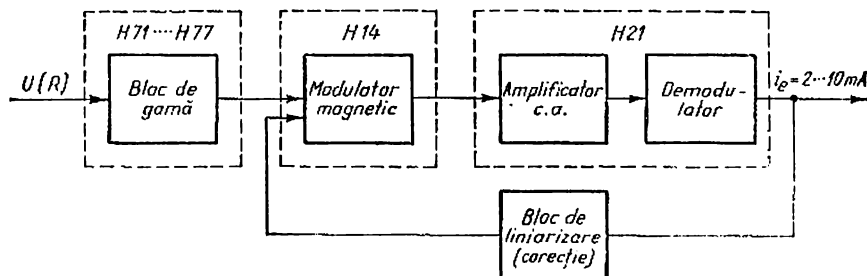 H71....H77
H14
H21
U(R)
Bloc de
gamă
Modulator
magnetic
Amplificator
c.a.
Demodu-
lator
ie=2...10mA
Bloc de
liniarizare
(corecție)